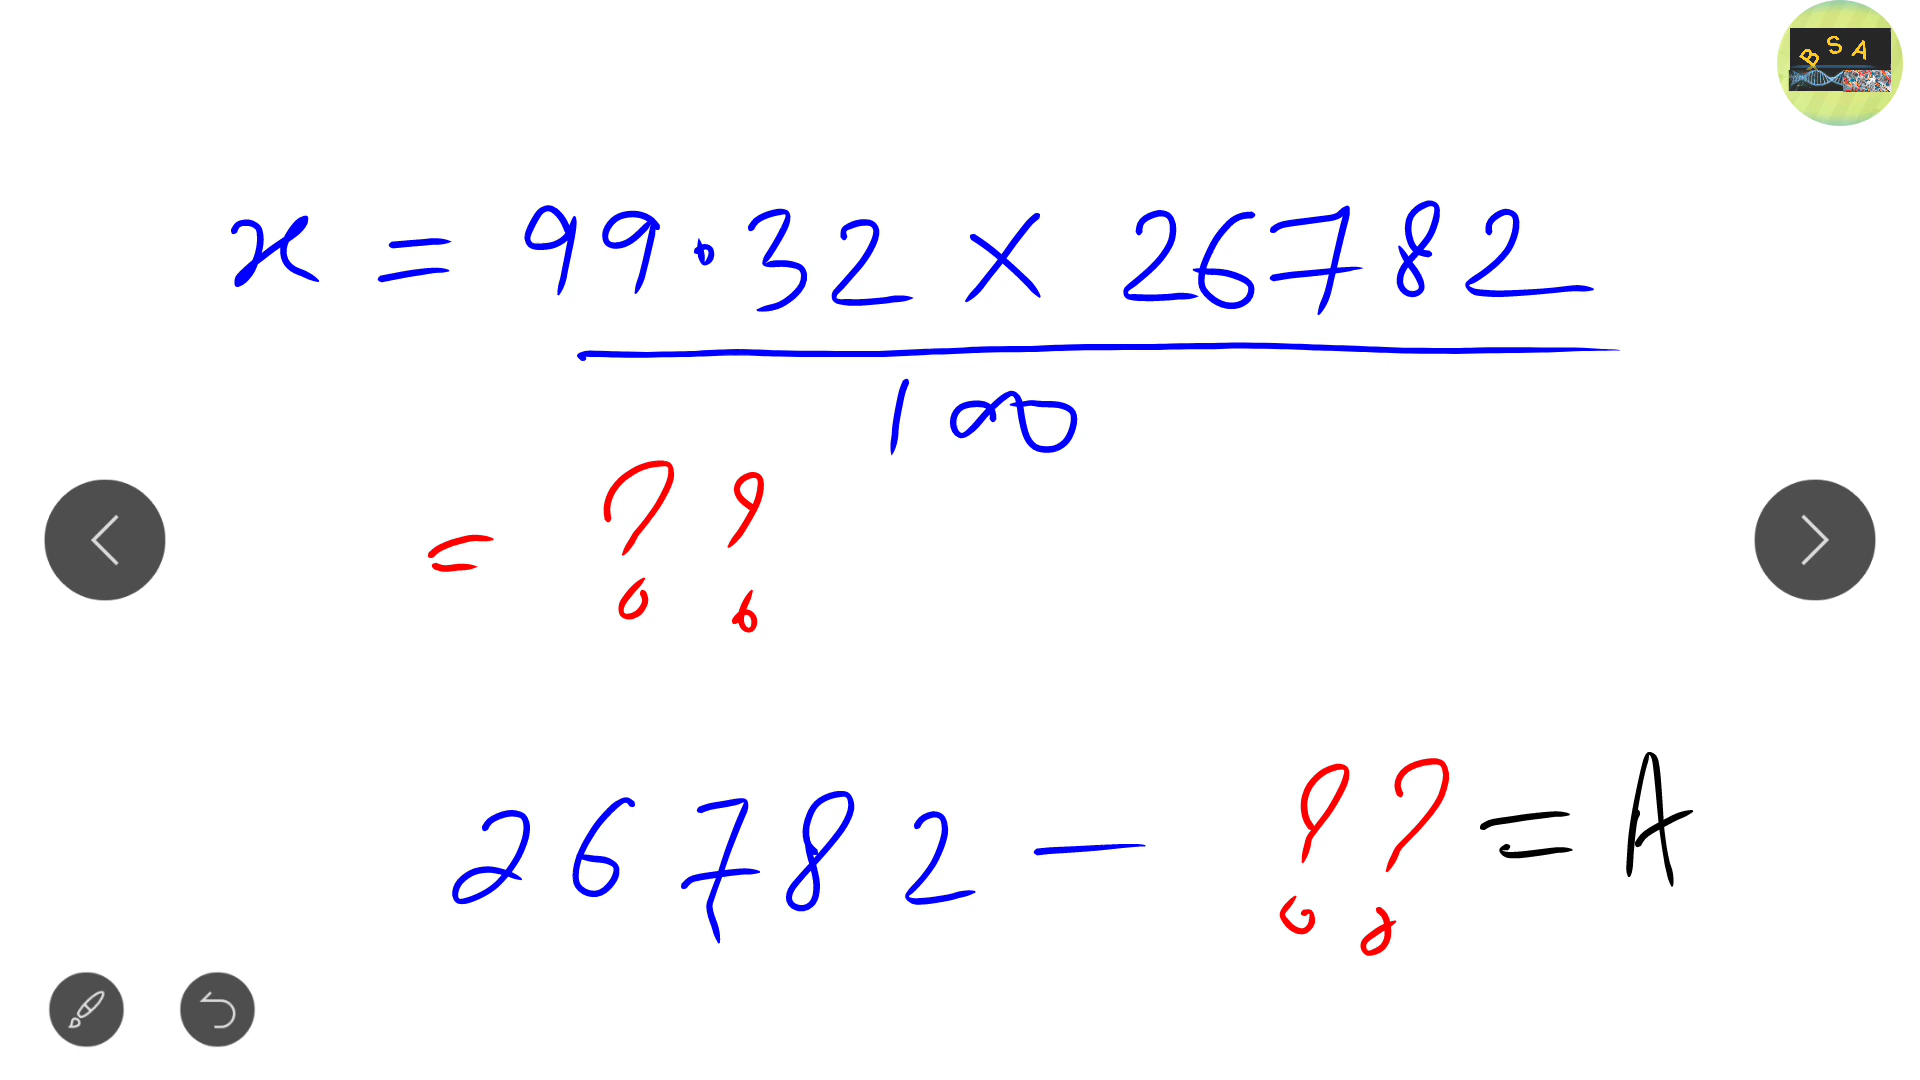 BSA
x = 99.32 × 26782
100
= ??
26782 - ?? = A